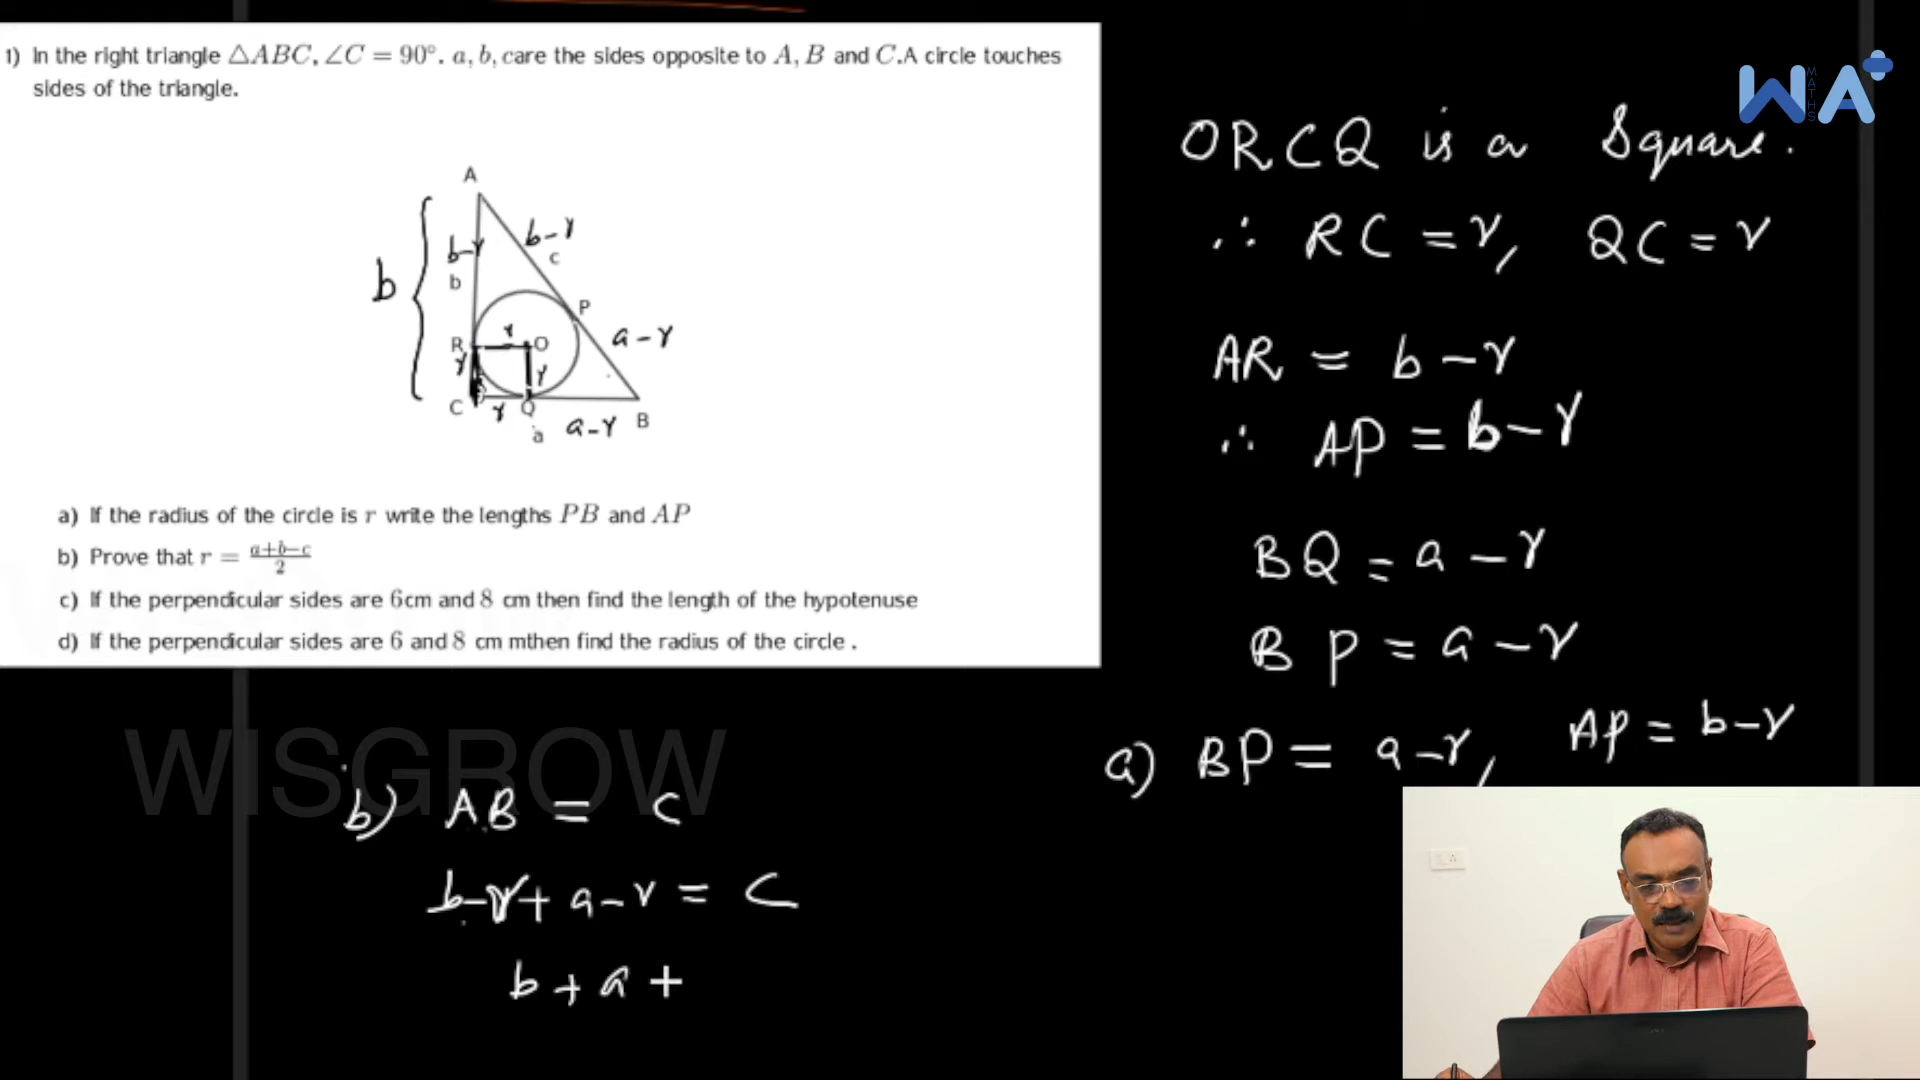 1) In the right triangle △ABC, ∠C = 90°. a, b, care the sides opposite to A, B and C.A circle touches
sides of the triangle.
A
b-r
b-r
c
b
b
P
a-r
R
r
O
r
r
C
r
Q
B
a
a-r
a) If the radius of the circle is r write the lengths PB and AP
b) Prove that r = (a+b-c)/2
c) If the perpendicular sides are 6cm and 8 cm then find the length of the hypotenuse
d) If the perpendicular sides are 6 and 8 cm mthen find the radius of the circle .
WA+
MATHS
ORCQ is a Square.
∴ RC = r, QC = r
AR = b - r
∴ AP = b - r
BQ = a - r
BP = a - r
a) BP = a - r, AP = b - r
WISGROW
b) AB = C
b-r + a-r = C
b + a +